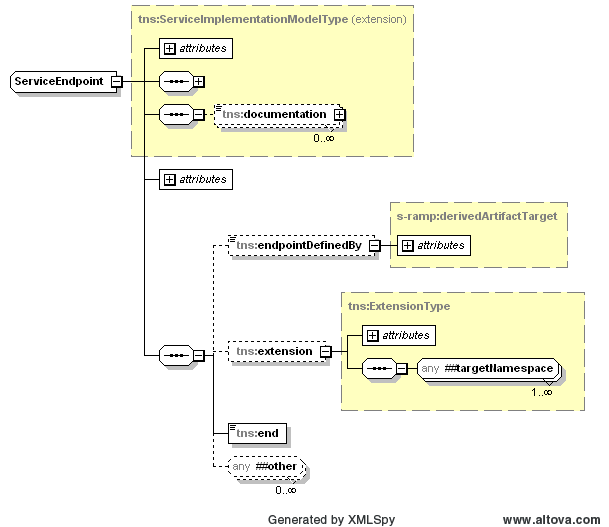 tns:ServiceImplementationModelType (extension)
attributes
ServiceEndpoint
tns:documentation
0..∞
attributes
s-ramp:derivedArtifactTarget
tns:endpointDefinedBy
attributes
tns:ExtensionType
attributes
tns:extension
any ##targetNamespace
1..∞
tns:end
any ##other
0..∞
Generated by XMLSpy
www.altova.com